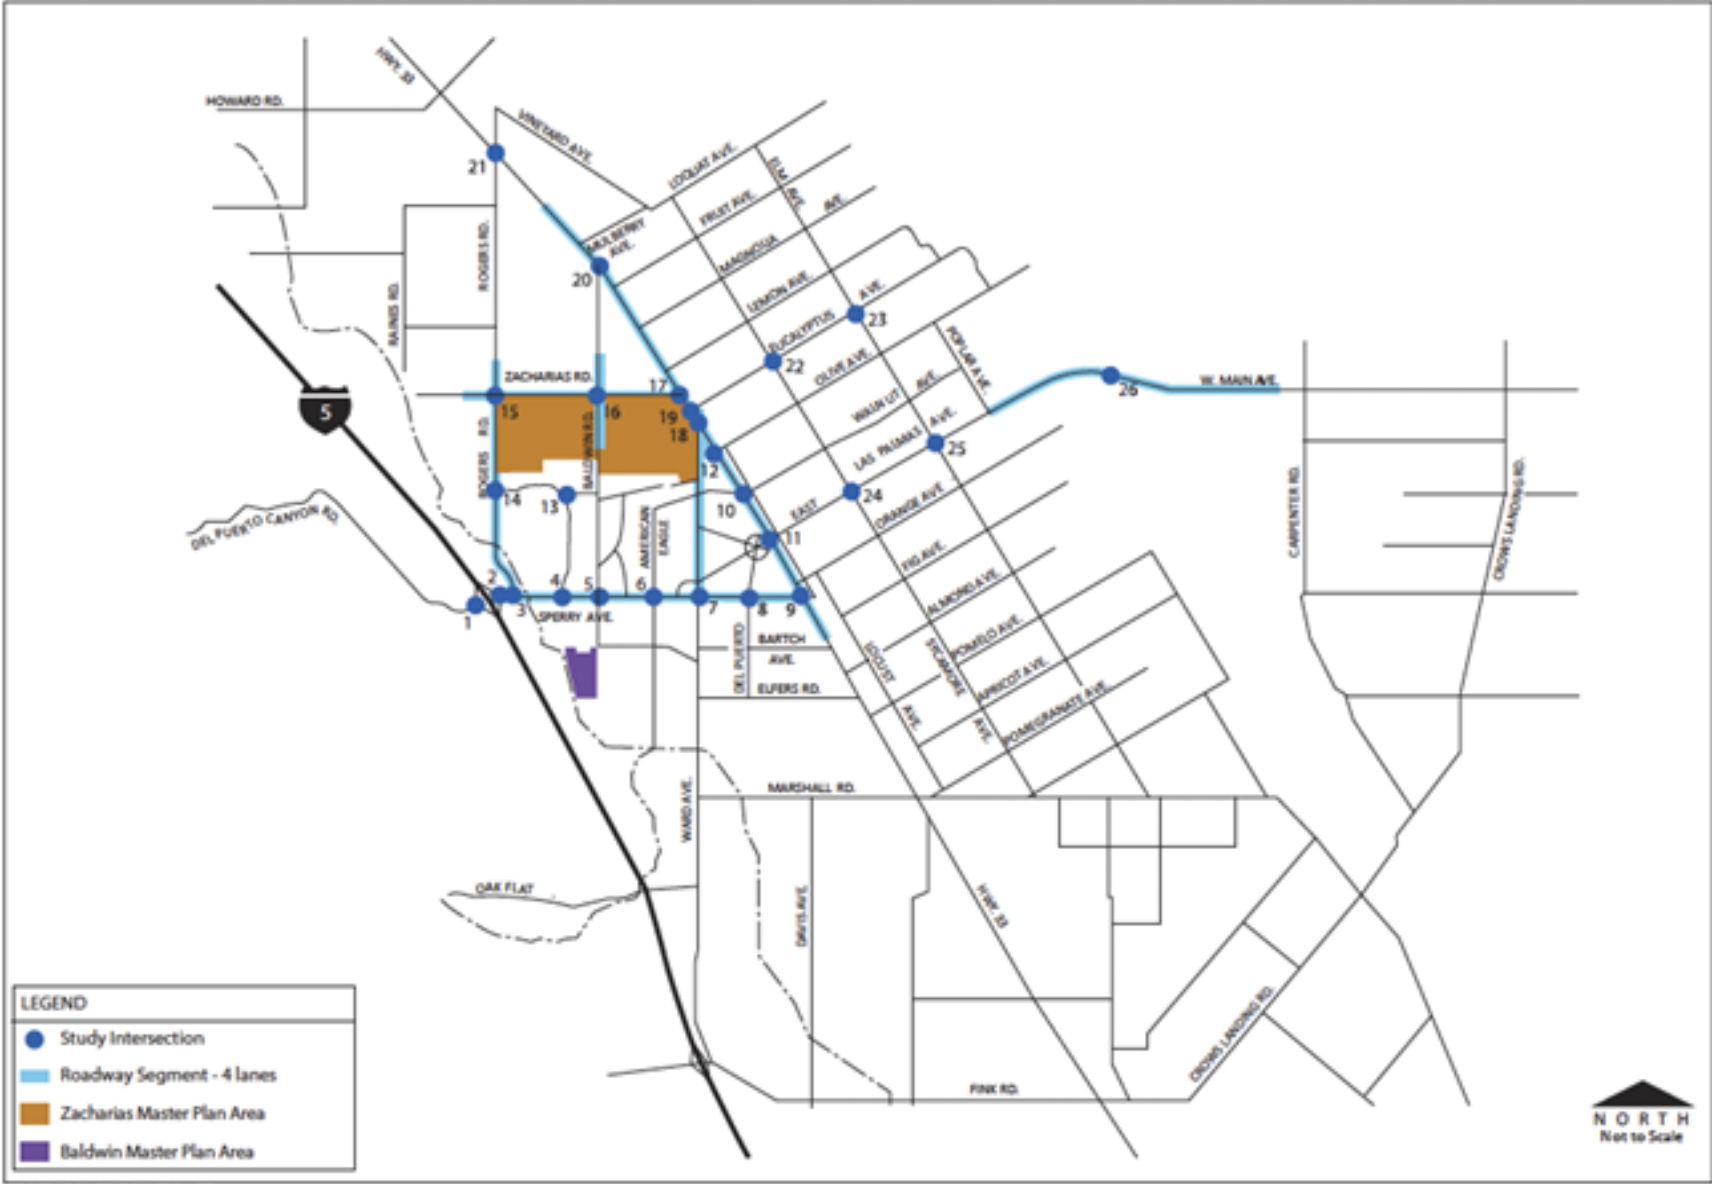 HWY. 33
HOWARD RD.
VINEYARD AVE.
21
LOQUAT AVE.
ELM AVE.
FRUIT AVE.
MULBERRY
AVE.
MAGNOLIA AVE.
ROGERS RD.
20
LEMON AVE.
RAINES RD.
EUCALYPTUS AVE.
23
22
OLIVE AVE.
POPLAR AVE.
ZACHARIAS RD.
17
W. MAIN AVE.
26
5
15
16
19
18
WALNUT AVE.
ROGERS RD.
BALDWIN RD.
12
EAST LAS PALMAS AVE.
25
14
13
10
24
ORANGE AVE
DEL PUERTO CANYON RD.
AMERICAN
EAGLE
11
CARPENTER RD.
CROWS LANDING RD.
FIG AVE.
2
4
5
6
ALMOND AVE.
1
3
7
8
9
SPERRY AVE.
DEL PUERTO
BARTCH
AVE.
LOCUST AVE.
SYCAMORE AVE.
POMELO AVE.
ELFERS RD.
APRICOT AVE.
POMEGRANATE AVE.
WARD AVE.
MARSHALL RD.
OAK FLAT
DAVIS AVE.
HWY. 33
CROWS LANDING RD.
FINK RD.
LEGEND
Study Intersection
Roadway Segment - 4 lanes
Zacharias Master Plan Area
Baldwin Master Plan Area
NORTH
Not to Scale